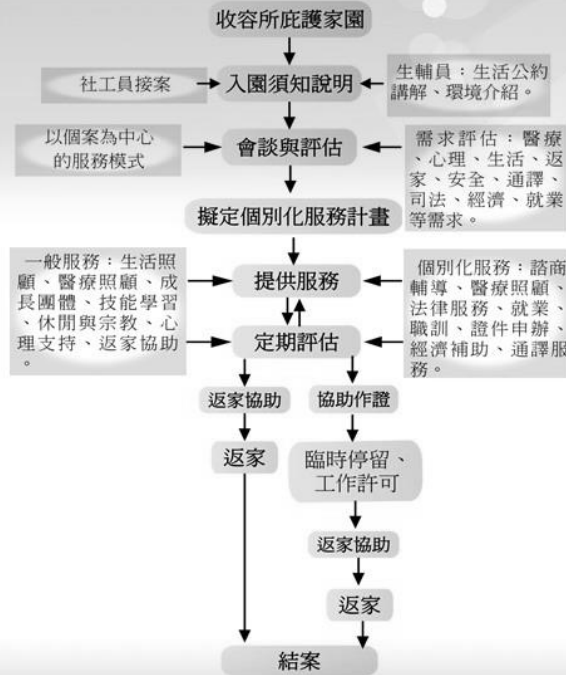 收容所庇護家園
社工員接案
入園須知說明
生輔員：生活公約
講解、環境介紹。
以個案為中心
的服務模式
會談與評估
需求評估：醫療
、心理、生活、返
家、安全、通譯、
司法、經濟、就業
等需求。
擬定個別化服務計畫
一般服務：生活照
顧、醫療照顧、成
長團體、技能學習
、休閒與宗教、心
理支持、返家協助
。
提供服務
個別化服務：諮商
輔導、醫療照顧、
法律服務、就業、
職訓、證件申辦、
經濟補助、通譯服
務。
定期評估
返家協助
協助作證
返家
臨時停留、
工作許可
返家協助
返家
結案